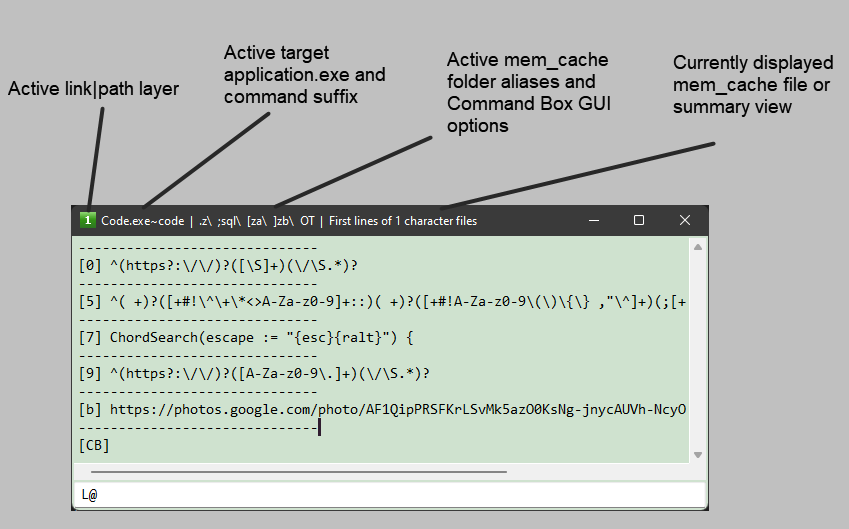 Active link|path layer
Active target
application.exe and
command suffix
Active mem_cache
folder aliases and
Command Box GUI
options
Currently displayed
mem_cache file or
summary view
1 Code.exe~code | .z\ ;sql\ [za\ ]zb\ OT | First lines of 1 character files
------------------------------
[0] ^(https?:\/\/)?([\S]+)(\/\S.*)?
------------------------------
[5] ^( +)?([+#!\^\+\*<>A-Za-z0-9]+::)( +)?([+#!A-Za-z0-9\(\)\{\} ,"\^]+)(;[+
------------------------------
[7] ChordSearch(escape := "{esc}{ralt}") {
------------------------------
[9] ^(https?:\/\/)?([A-Za-z0-9\.]+)(\/\S.*)?
------------------------------
[b] https://photos.google.com/photo/AF1QipPRSFKrLSvMk5azO0KsNg-jnycAUVh-NcyO
------------------------------
[CB]
L@